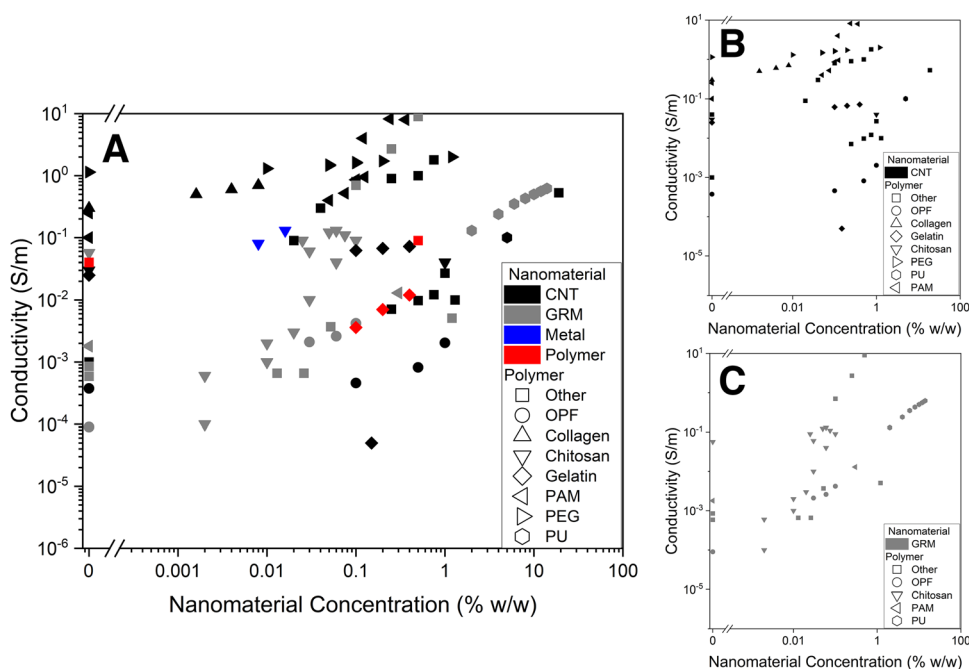 A
Conductivity (S/m)
10¹
10⁰
10⁻¹
10⁻²
10⁻³
10⁻⁴
10⁻⁵
10⁻⁶
0
0.001
0.01
0.1
1
10
100
Nanomaterial Concentration (% w/w)
Nanomaterial
CNT
GRM
Metal
Polymer
Polymer
Other
OPF
Collagen
Chitosan
Gelatin
PAM
PEG
PU
B
Conductivity (S/m)
10¹
10⁻¹
10⁻³
10⁻⁵
0
0.01
1
100
Nanomaterial Concentration (% w/w)
Nanomaterial
CNT
Polymer
Other
OPF
Collagen
Gelatin
Chitosan
PEG
PU
PAM
C
Conductivity (S/m)
10¹
10⁻¹
10⁻³
10⁻⁵
0
0.01
1
100
Nanomaterial Concentration (% w/w)
Nanomaterial
GRM
Polymer
Other
OPF
Chitosan
PAM
PU